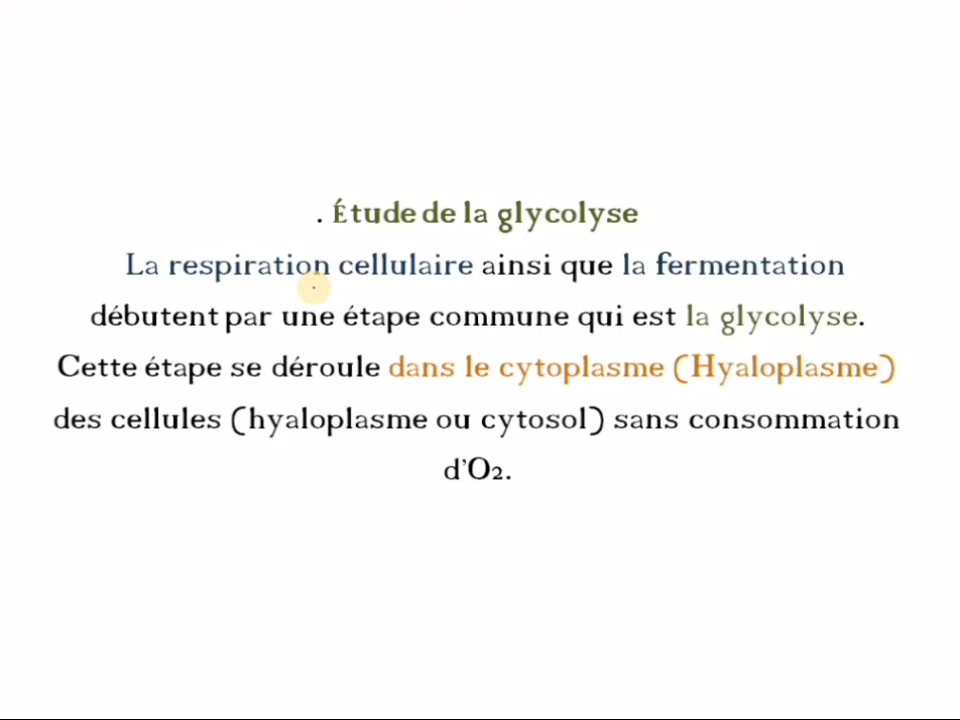 . Étude de la glycolyse
La respiration cellulaire ainsi que la fermentation
débutent par une étape commune qui est la glycolyse.
Cette étape se déroule dans le cytoplasme (Hyaloplasme)
des cellules (hyaloplasme ou cytosol) sans consommation
d'O2.